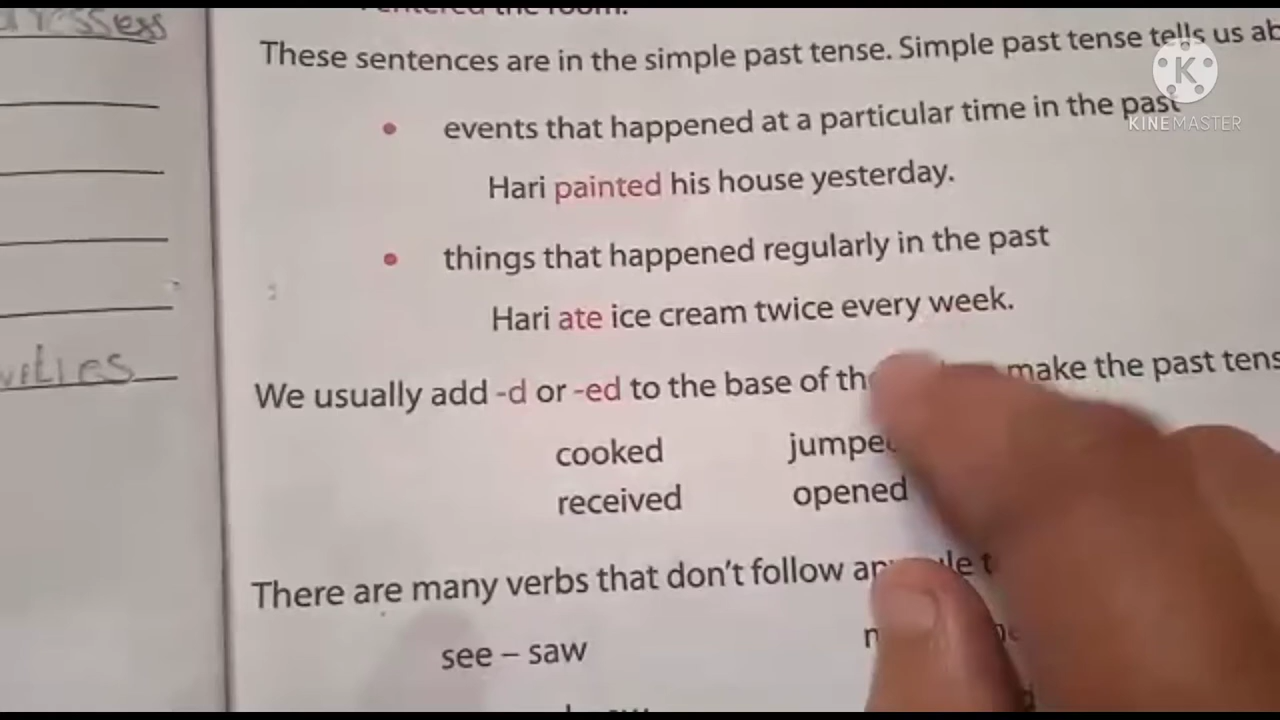 entered the room.
These sentences are in the simple past tense. Simple past tense tells us
K
KINEMASTER
• events that happened at a particular time in the past
Hari painted his house yesterday.
• things that happened regularly in the past
Hari ate ice cream twice every week.
We usually add -d or -ed to the base of make the past
cooked jumped
received opened
There are many verbs that don't follow
see – saw